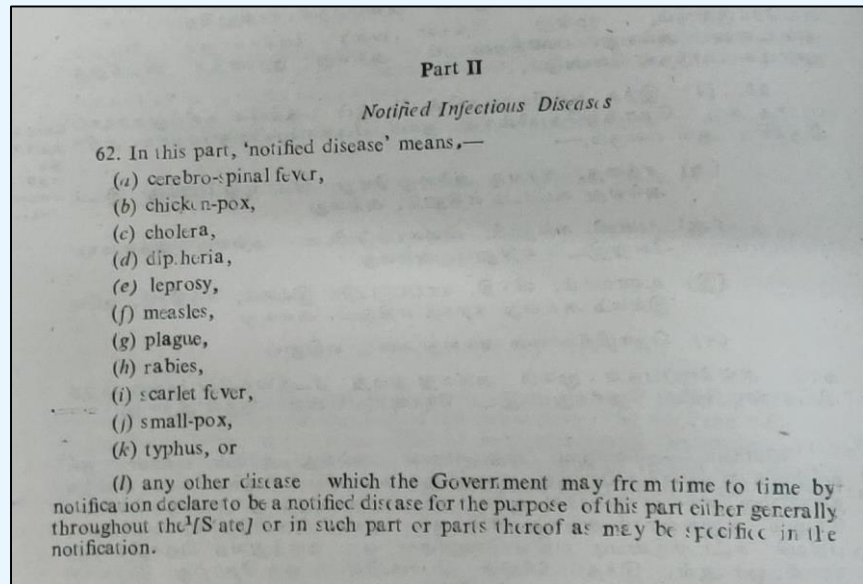 Part II
Notified Infectious Diseases
62. In this part, 'notified disease' means,—
(a) cerebro-spinal fever,
(b) chicken-pox,
(c) cholera,
(d) diptheria,
(e) leprosy,
(f) measles,
(g) plague,
(h) rabies,
(i) scarlet fever,
(j) small-pox,
(k) typhus, or
(l) any other disease which the Government may from time to time by
notification declare to be a notified disease for the purpose of this part either generally
throughout the ¹[State] or in such part or parts thereof as may be specified in the
notification.